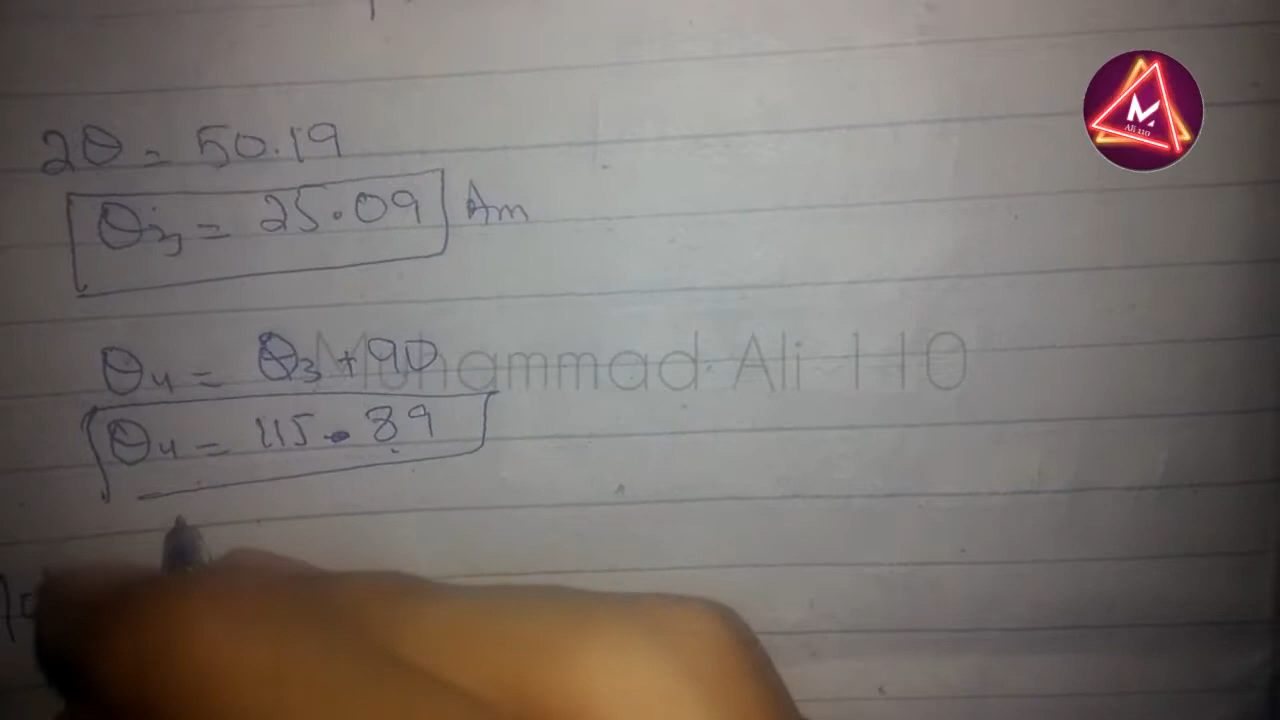 2θ = 50.19
θ3 = 25.09 Am
θ4 = θ3 + 90
θ4 = 115.89
Muhammad Ali 110
M
Ali 110